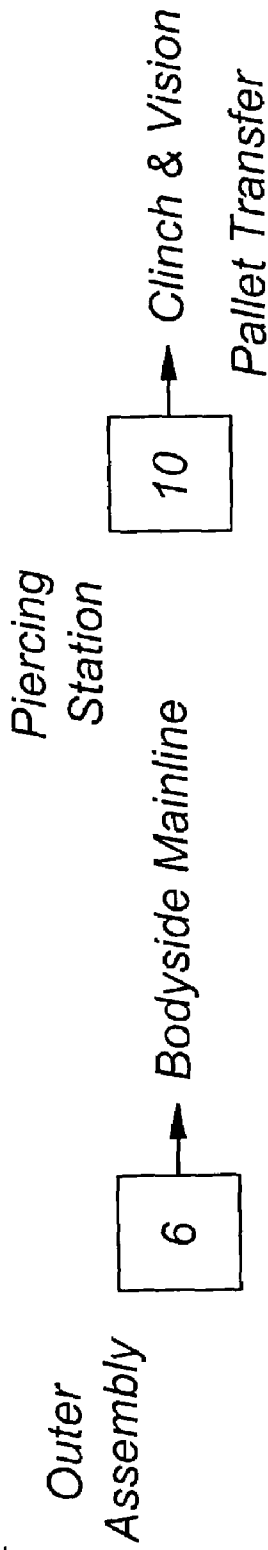 Outer
Assembly
6
Bodyside Mainline
Piercing
Station
10
Clinch & Vision
Pallet Transfer